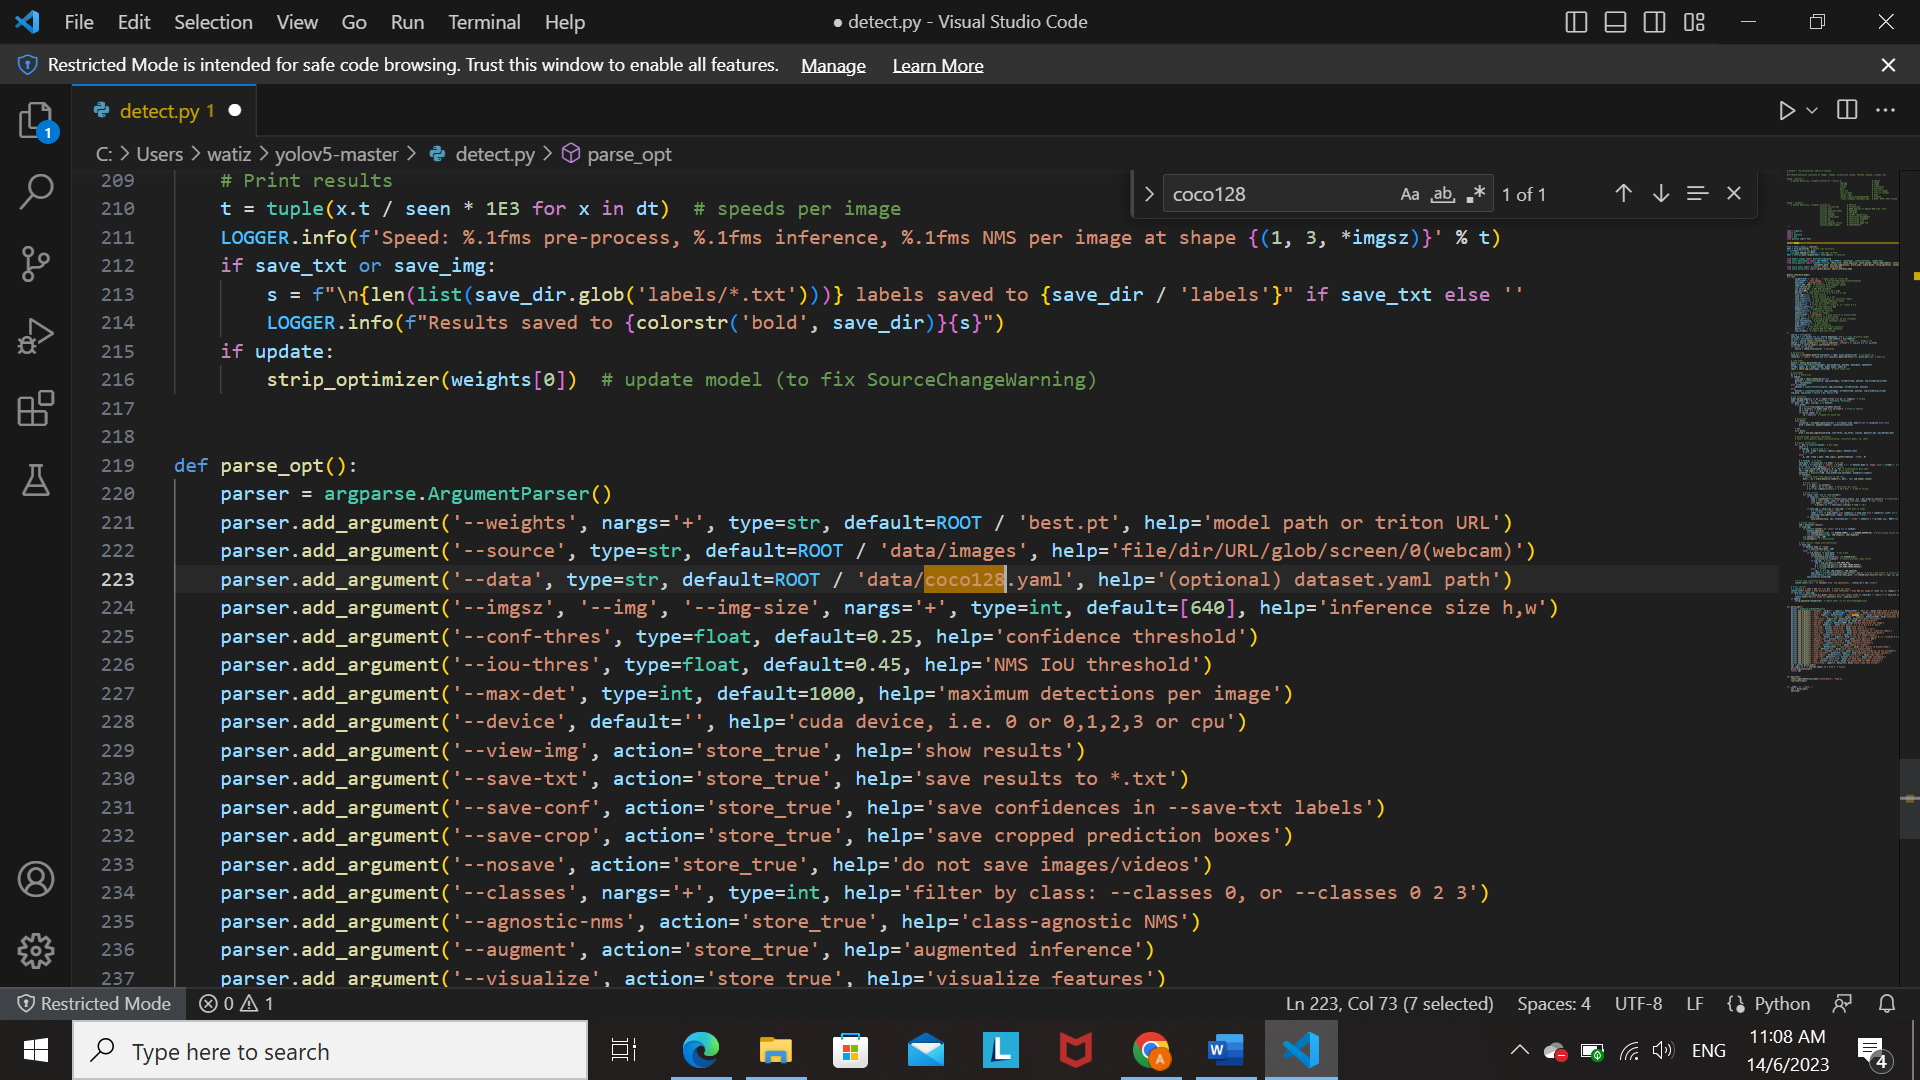 File Edit Selection View Go Run Terminal Help
● detect.py - Visual Studio Code
Restricted Mode is intended for safe code browsing. Trust this window to enable all features. Manage Learn More
1
detect.py 1
C: > Users > watiz > yolov5-master > detect.py > parse_opt
coco128 Aa ab .* 1 of 1
209 # Print results
210 t = tuple(x.t / seen * 1E3 for x in dt)  # speeds per image
211 LOGGER.info(f'Speed: %.1fms pre-process, %.1fms inference, %.1fms NMS per image at shape {(1, 3, *imgsz)}' % t)
212 if save_txt or save_img:
213 s = f"\n{len(list(save_dir.glob('labels/*.txt')))} labels saved to {save_dir / 'labels'}" if save_txt else ''
214 LOGGER.info(f"Results saved to {colorstr('bold', save_dir)}{s}")
215 if update:
216 strip_optimizer(weights[0])  # update model (to fix SourceChangeWarning)
217
218
219 def parse_opt():
220 parser = argparse.ArgumentParser()
221 parser.add_argument('--weights', nargs='+', type=str, default=ROOT / 'best.pt', help='model path or triton URL')
222 parser.add_argument('--source', type=str, default=ROOT / 'data/images', help='file/dir/URL/glob/screen/0(webcam)')
223 parser.add_argument('--data', type=str, default=ROOT / 'data/coco128.yaml', help='(optional) dataset.yaml path')
224 parser.add_argument('--imgsz', '--img', '--img-size', nargs='+', type=int, default=[640], help='inference size h,w')
225 parser.add_argument('--conf-thres', type=float, default=0.25, help='confidence threshold')
226 parser.add_argument('--iou-thres', type=float, default=0.45, help='NMS IoU threshold')
227 parser.add_argument('--max-det', type=int, default=1000, help='maximum detections per image')
228 parser.add_argument('--device', default='', help='cuda device, i.e. 0 or 0,1,2,3 or cpu')
229 parser.add_argument('--view-img', action='store_true', help='show results')
230 parser.add_argument('--save-txt', action='store_true', help='save results to *.txt')
231 parser.add_argument('--save-conf', action='store_true', help='save confidences in --save-txt labels')
232 parser.add_argument('--save-crop', action='store_true', help='save cropped prediction boxes')
233 parser.add_argument('--nosave', action='store_true', help='do not save images/videos')
234 parser.add_argument('--classes', nargs='+', type=int, help='filter by class: --classes 0, or --classes 0 2 3')
235 parser.add_argument('--agnostic-nms', action='store_true', help='class-agnostic NMS')
236 parser.add_argument('--augment', action='store_true', help='augmented inference')
237 parser.add_argument('--visualize', action='store_true', help='visualize features')
Restricted Mode 0 1 Ln 223, Col 73 (7 selected) Spaces: 4 UTF-8 LF Python
Type here to search
L W A
ENG
11:08 AM
14/6/2023
4